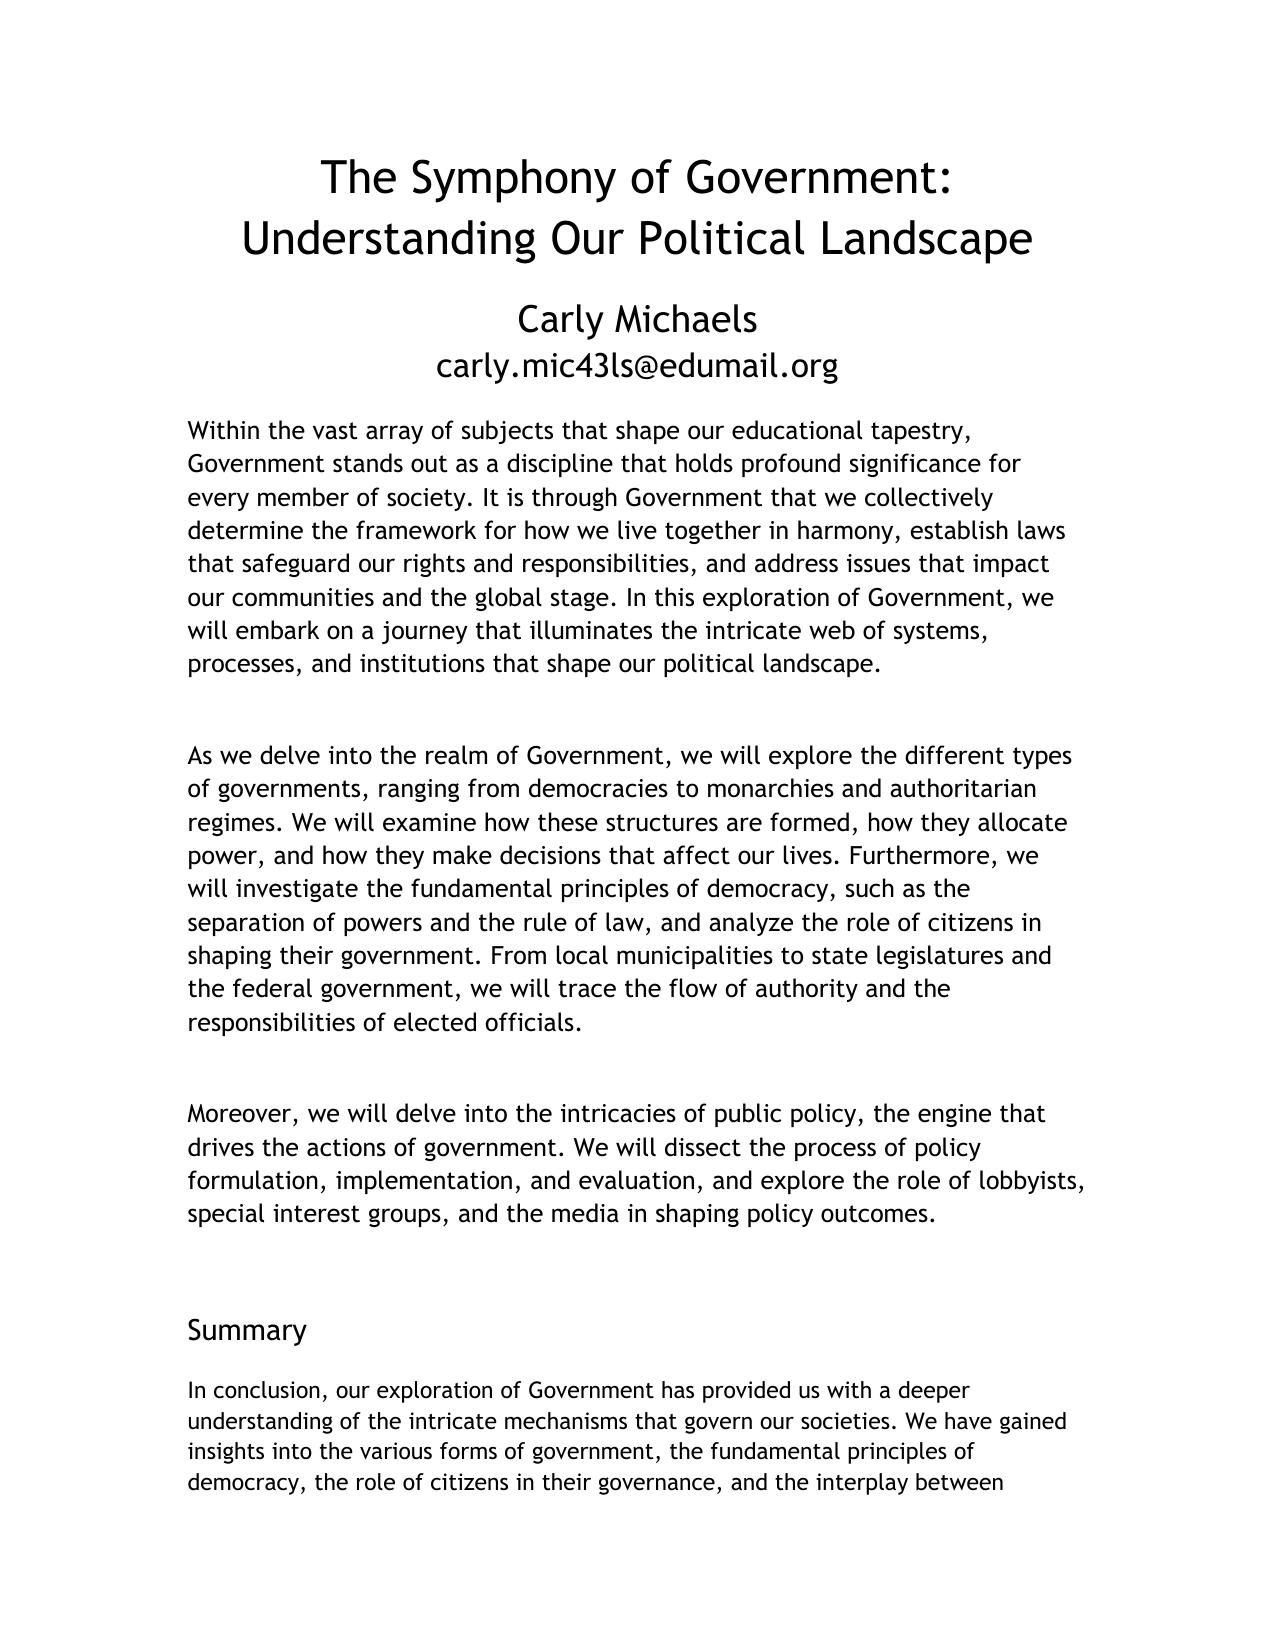 The Symphony of Government:
Understanding Our Political Landscape
Carly Michaels
carly.mic43ls@edumail.org
Within the vast array of subjects that shape our educational tapestry,
Government stands out as a discipline that holds profound significance for
every member of society. It is through Government that we collectively
determine the framework for how we live together in harmony, establish laws
that safeguard our rights and responsibilities, and address issues that impact
our communities and the global stage. In this exploration of Government, we
will embark on a journey that illuminates the intricate web of systems,
processes, and institutions that shape our political landscape.
As we delve into the realm of Government, we will explore the different types
of governments, ranging from democracies to monarchies and authoritarian
regimes. We will examine how these structures are formed, how they allocate
power, and how they make decisions that affect our lives. Furthermore, we
will investigate the fundamental principles of democracy, such as the
separation of powers and the rule of law, and analyze the role of citizens in
shaping their government. From local municipalities to state legislatures and
the federal government, we will trace the flow of authority and the
responsibilities of elected officials.
Moreover, we will delve into the intricacies of public policy, the engine that
drives the actions of government. We will dissect the process of policy
formulation, implementation, and evaluation, and explore the role of lobbyists,
special interest groups, and the media in shaping policy outcomes.
Summary
In conclusion, our exploration of Government has provided us with a deeper
understanding of the intricate mechanisms that govern our societies. We have gained
insights into the various forms of government, the fundamental principles of
democracy, the role of citizens in their governance, and the interplay between